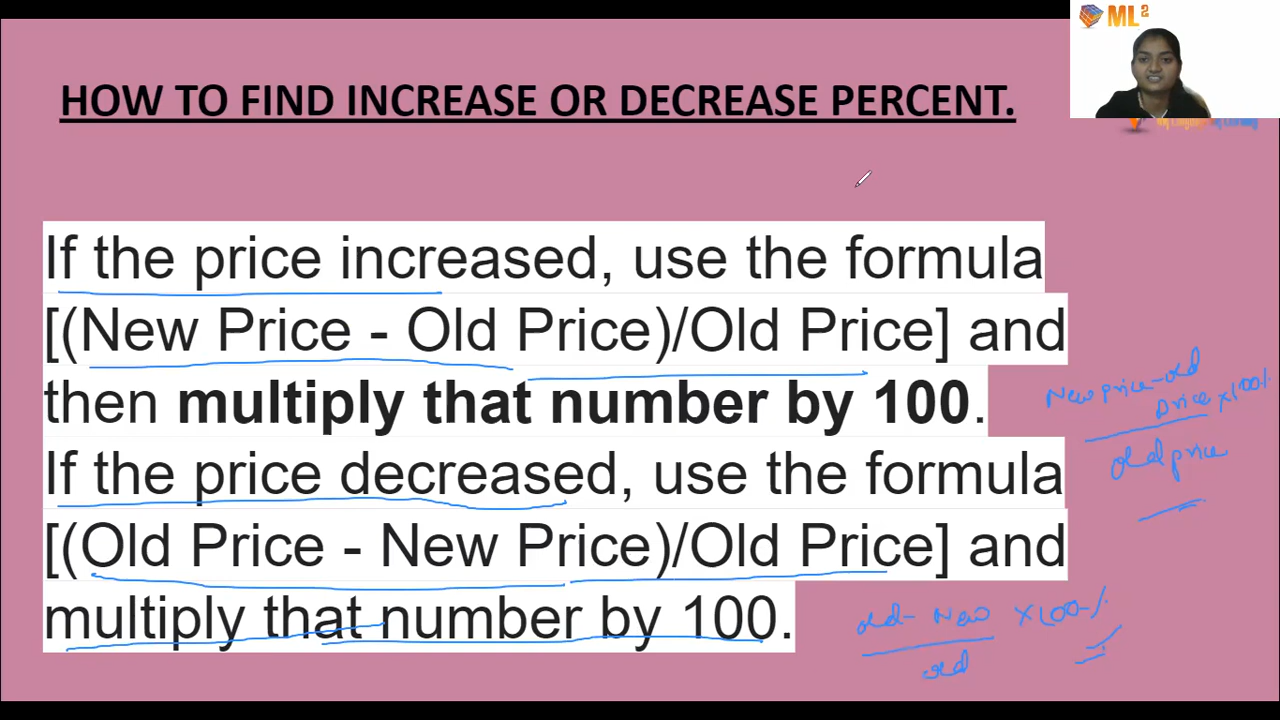 ML²
HOW TO FIND INCREASE OR DECREASE PERCENT.
If the price increased, use the formula
[(New Price - Old Price)/Old Price] and
then multiply that number by 100.
If the price decreased, use the formula
[(Old Price - New Price)/Old Price] and
multiply that number by 100.
New price-old
price x100%
old price
old- New x100-%
old